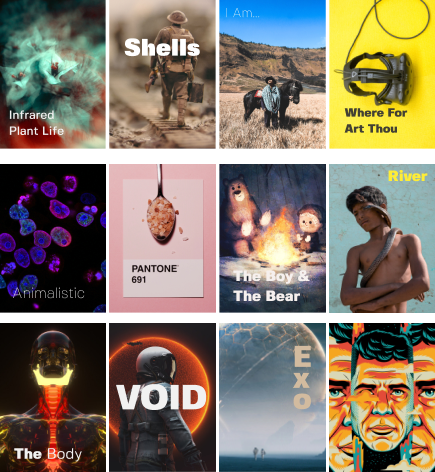 I Am...
Shells
Infrared
Plant Life
Where For
Art Thou
River
Animalistic
PANTONE®
691
The Boy &
The Bear
The Body
VOID
E
x
o